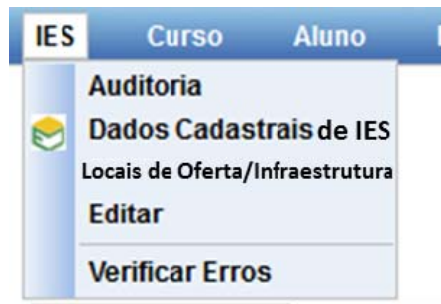 IES Curso Aluno
Auditoria
Dados Cadastrais de IES
Locais de Oferta/Infraestrutura
Editar
Verificar Erros